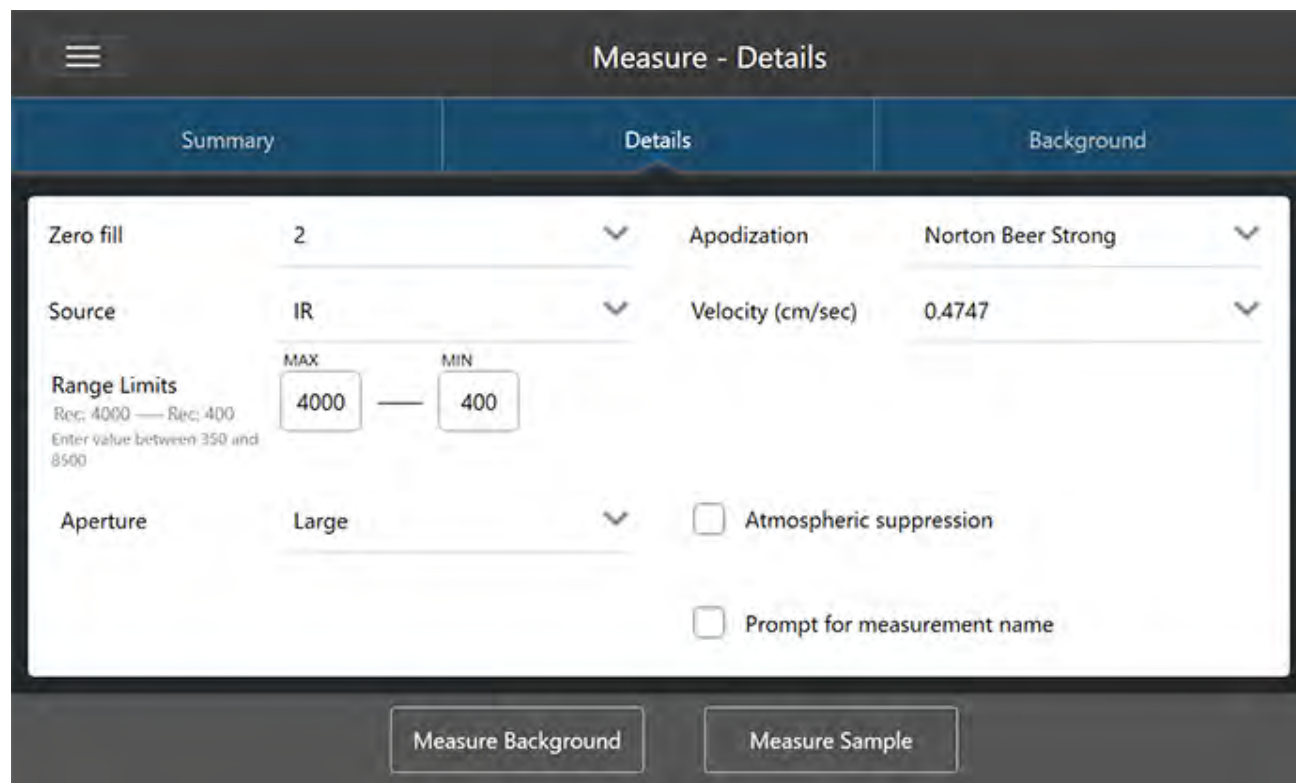 Measure - Details
Summary Details Background
Zero fill 2 Apodization Norton Beer Strong
Source IR Velocity (cm/sec) 0.4747
MAX MIN
Range Limits 4000 — 400
Rec: 4000 — Rec: 400
Enter value between 350 and
8500
Aperture Large Atmospheric suppression
Prompt for measurement name
Measure Background Measure Sample